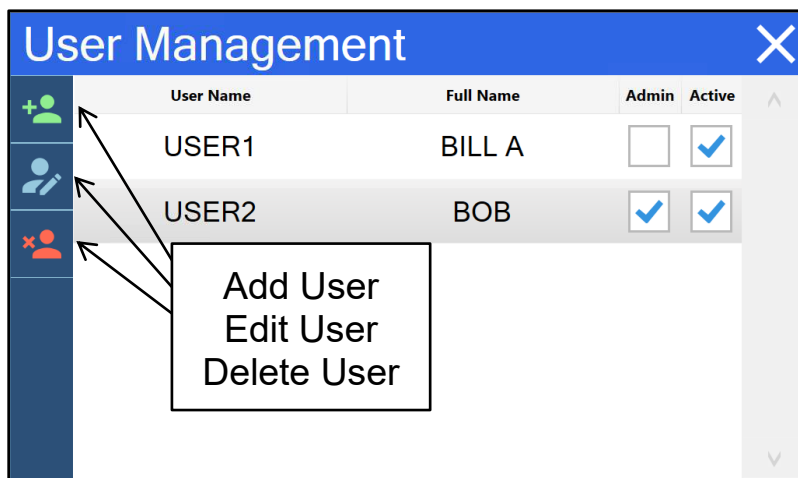 User Management
User Name Full Name Admin Active
USER1 BILL A
USER2 BOB
Add User
Edit User
Delete User